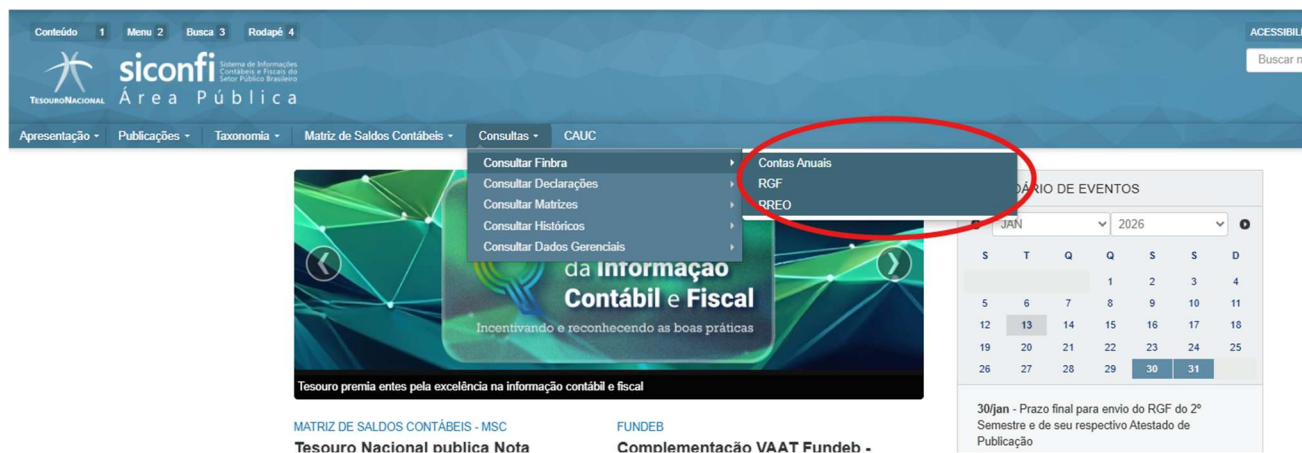 Conteúdo 1 Menu 2 Busca 3 Rodapé 4
ACESSIBILI
TESOURONACIONAL
siconfi
Sistema de Informações
Contábeis e Fiscais do
Setor Público Brasileiro
Área Pública
Buscar n
Apresentação Publicações Taxonomia Matriz de Saldos Contábeis Consultas CAUC
Consultar Finbra
Consultar Declarações
Consultar Matrizes
Consultar Históricos
Consultar Dados Gerenciais
Contas Anuais
RGF
RREO
da Informação
Contábil e Fiscal
Incentivando e reconhecendo as boas práticas
Tesouro premia entes pela excelência na informação contábil e fiscal
MATRIZ DE SALDOS CONTÁBEIS - MSC
Tesouro Nacional publica Nota
FUNDEB
Complementação VAAT Fundeb -
DÁRIO DE EVENTOS
JAN 2026
S T Q Q S S D
1 2 3 4
5 6 7 8 9 10 11
12 13 14 15 16 17 18
19 20 21 22 23 24 25
26 27 28 29 30 31
30/jan - Prazo final para envio do RGF do 2º
Semestre e de seu respectivo Atestado de
Publicação